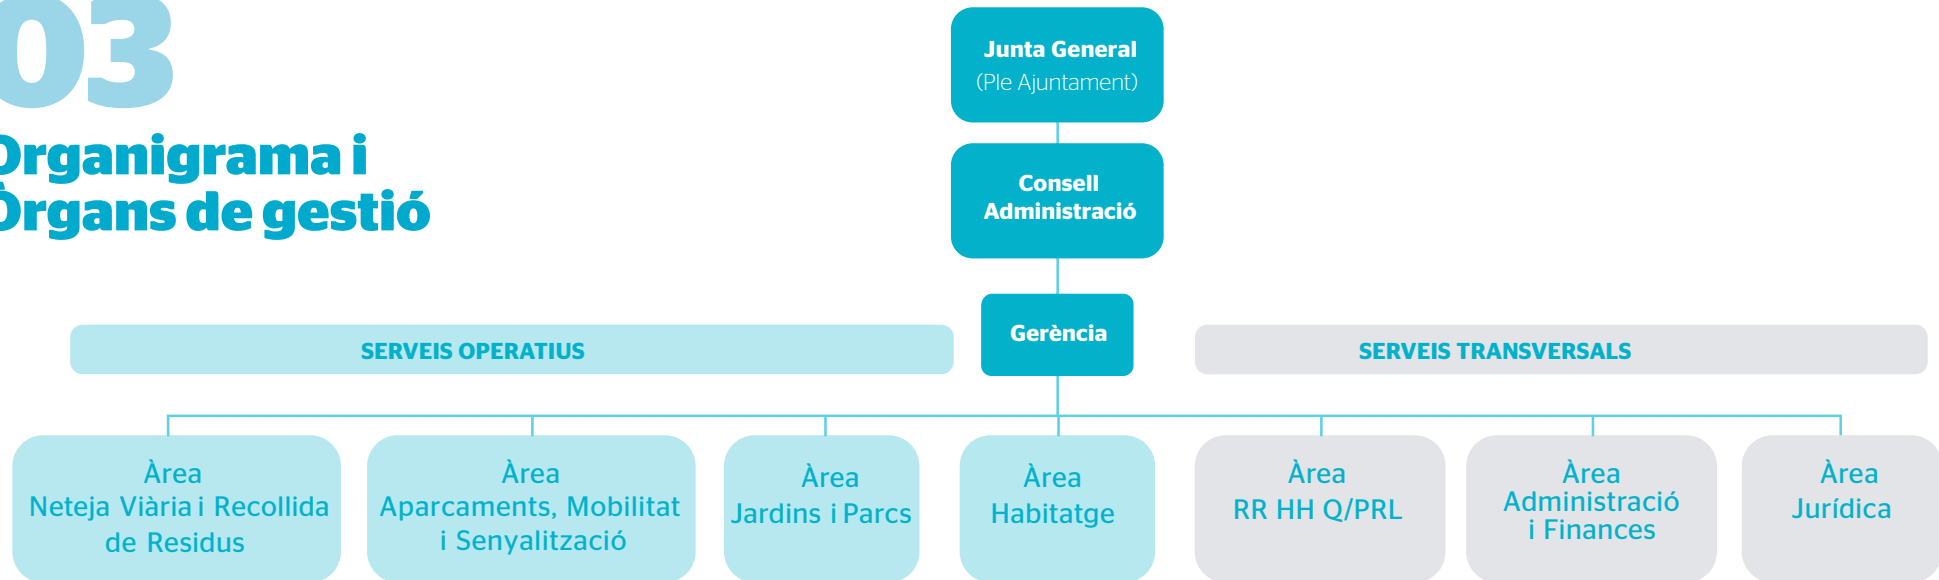 03
Organigrama i
Òrgans de gestió
Junta General
(Ple Ajuntament)
Consell
Administració
Gerència
SERVEIS OPERATIUS
SERVEIS TRANSVERSALS
Àrea
Neteja Viària i Recollida
de Residus
Àrea
Aparcaments, Mobilitat
i Senyalització
Àrea
Jardins i Parcs
Àrea
Habitatge
Àrea
RR HH Q/PRL
Àrea
Administració
i Finances
Àrea
Jurídica